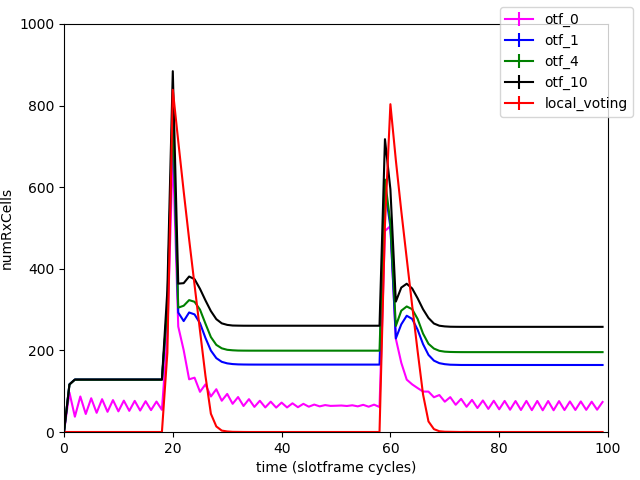 1000
800
600
400
200
0
numRxCells
0 20 40 60 80 100
time (slotframe cycles)
otf_0
otf_1
otf_4
otf_10
local_voting